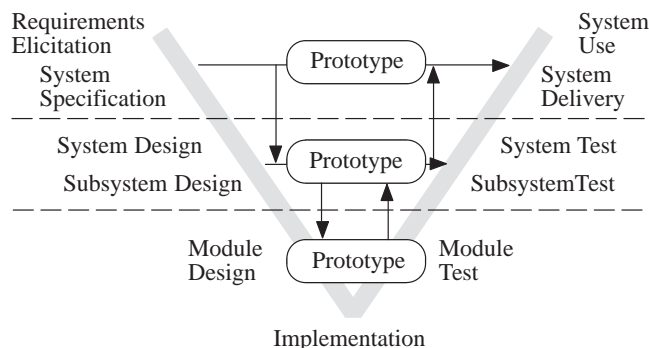 Requirements
Elicitation
System
Specification
Prototype
System
Use
System
Delivery
System Design
Subsystem Design
Prototype
System Test
SubsystemTest
Module
Design
Prototype
Module
Test
Implementation